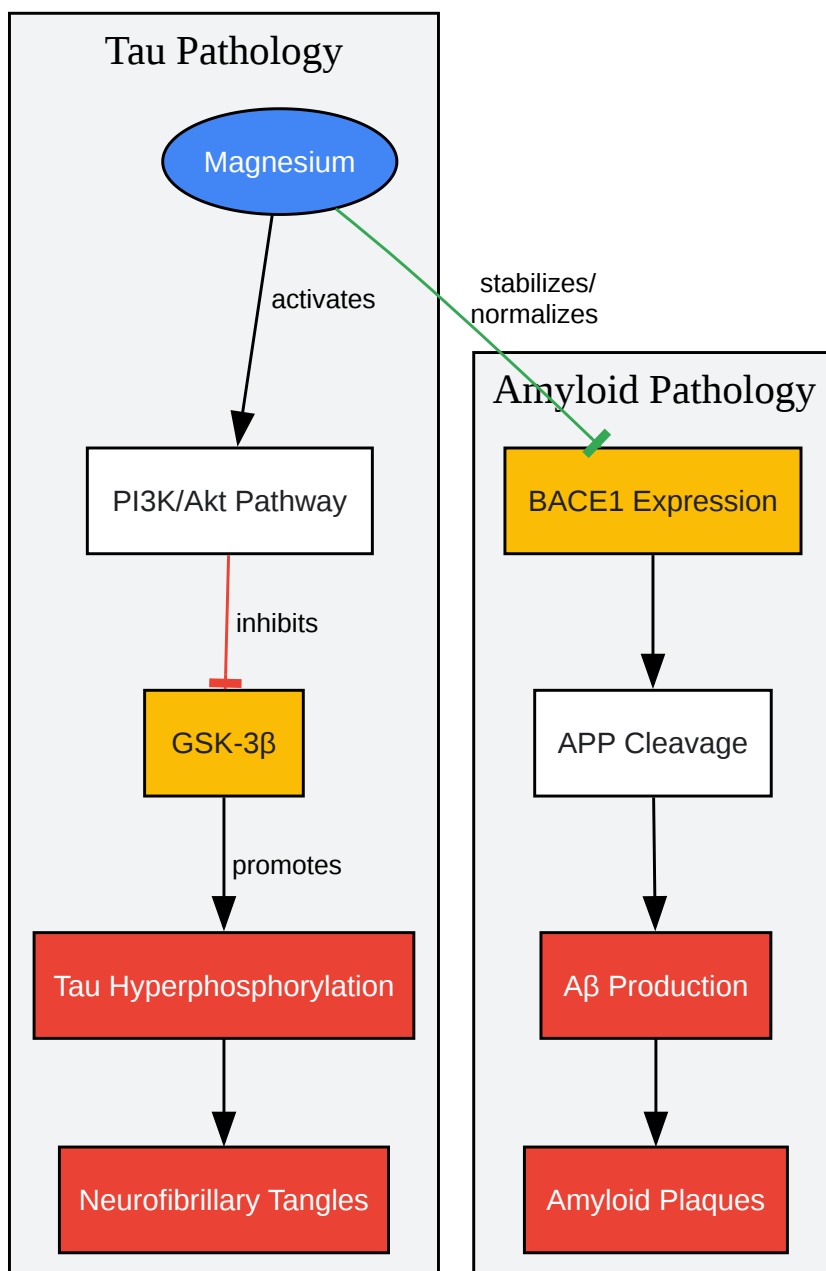 Tau Pathology
Magnesium
activates
stabilizes/
normalizes
Amyloid Pathology
PI3K/Akt Pathway
BACE1 Expression
inhibits
GSK-3β
APP Cleavage
promotes
Tau Hyperphosphorylation
Aβ Production
Neurofibrillary Tangles
Amyloid Plaques